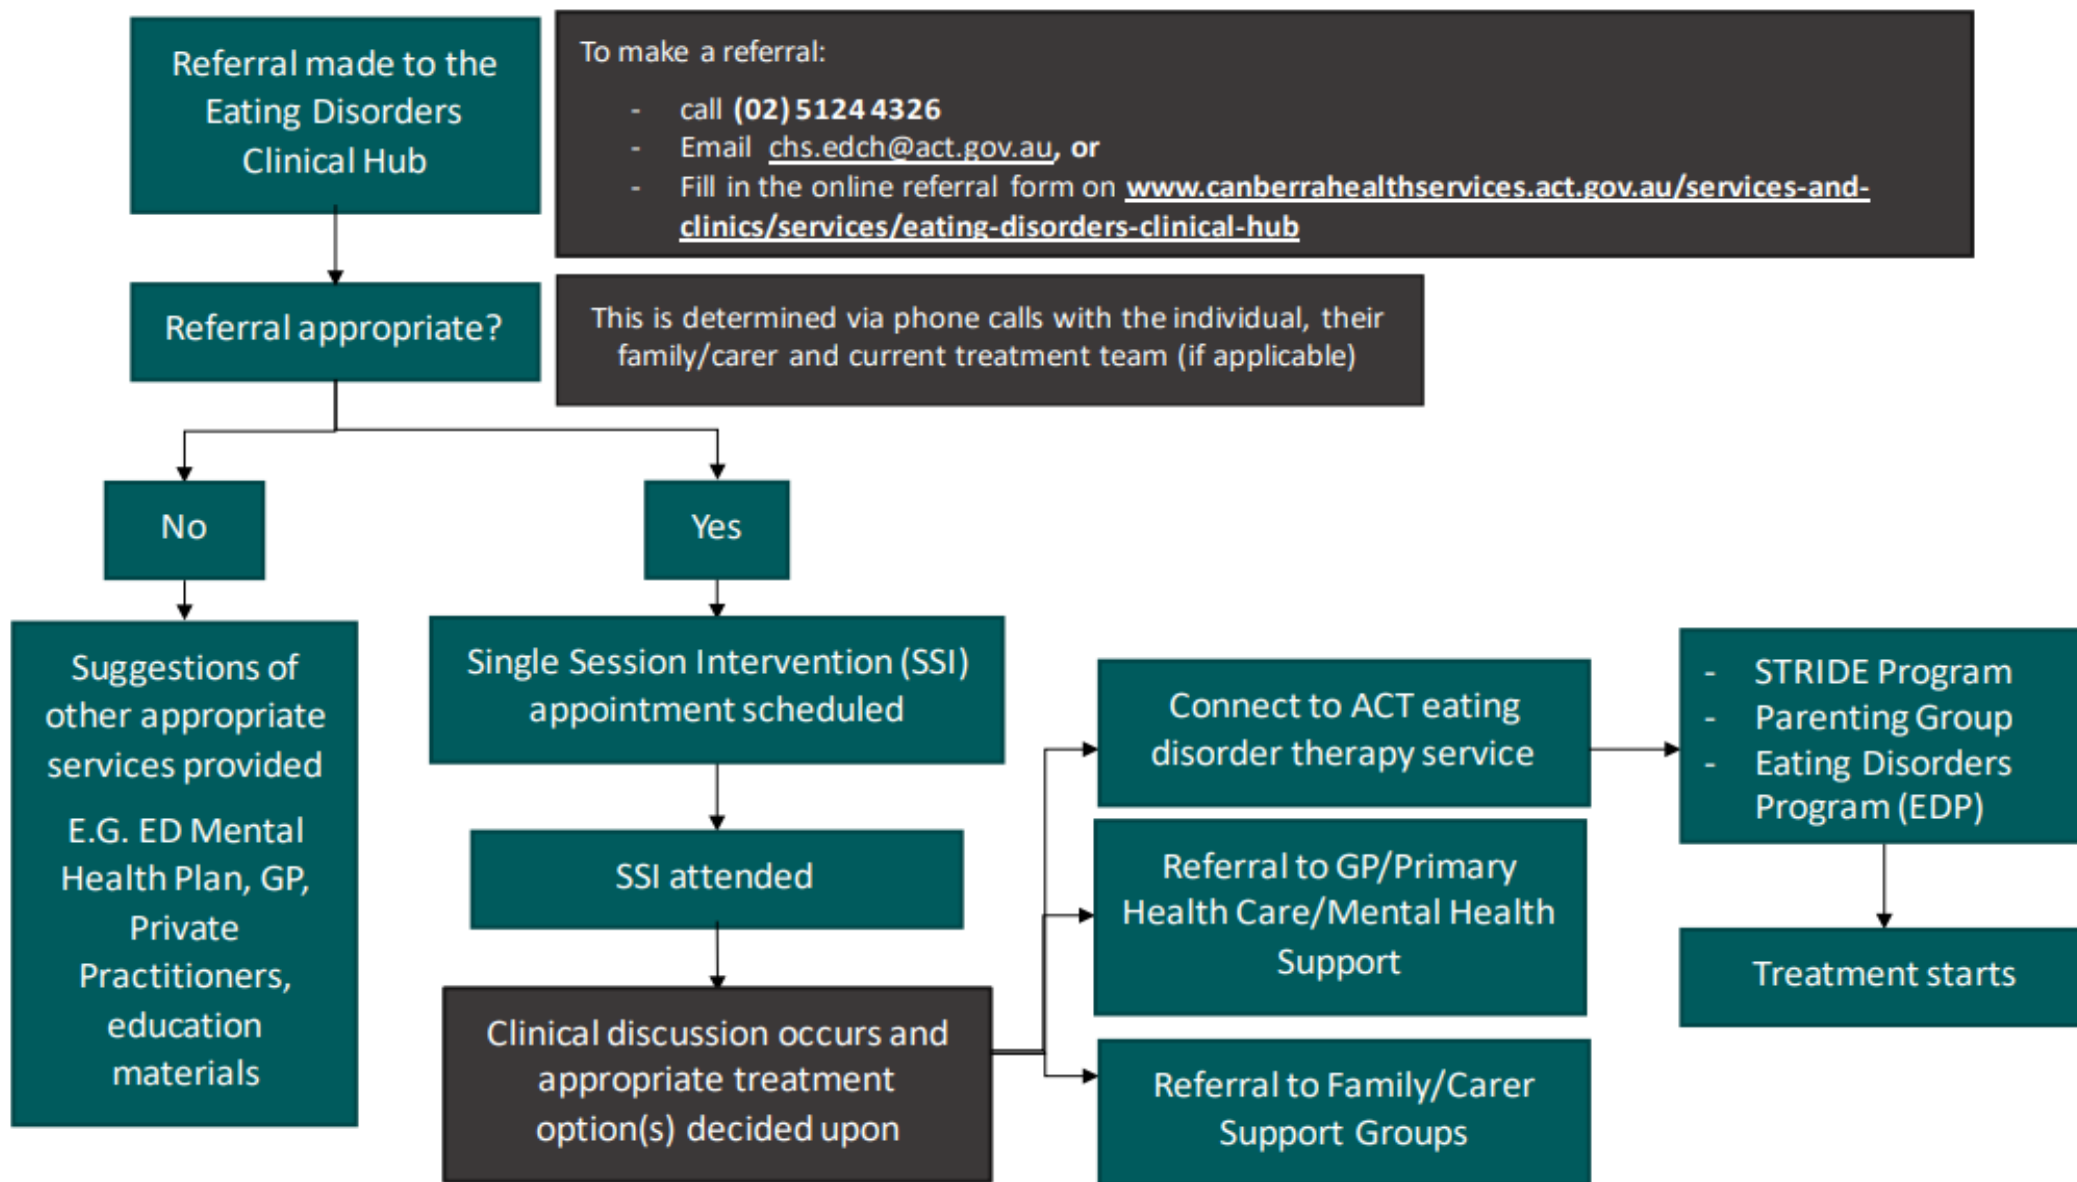 Referral made to the
Eating Disorders
Clinical Hub
To make a referral:
- call (02) 5124 4326
- Email chs.edch@act.gov.au, or
- Fill in the online referral form on www.canberrahealthservices.act.gov.au/services-and-
clinics/services/eating-disorders-clinical-hub
Referral appropriate?
This is determined via phone calls with the individual, their
family/carer and current treatment team (if applicable)
No
Yes
Suggestions of
other appropriate
services provided
E.G. ED Mental
Health Plan, GP,
Private
Practitioners,
education
materials
Single Session Intervention (SSI)
appointment scheduled
SSI attended
Clinical discussion occurs and
appropriate treatment
option(s) decided upon
Connect to ACT eating
disorder therapy service
Referral to GP/Primary
Health Care/Mental Health
Support
Referral to Family/Carer
Support Groups
- STRIDE Program
- Parenting Group
- Eating Disorders
Program (EDP)
Treatment starts